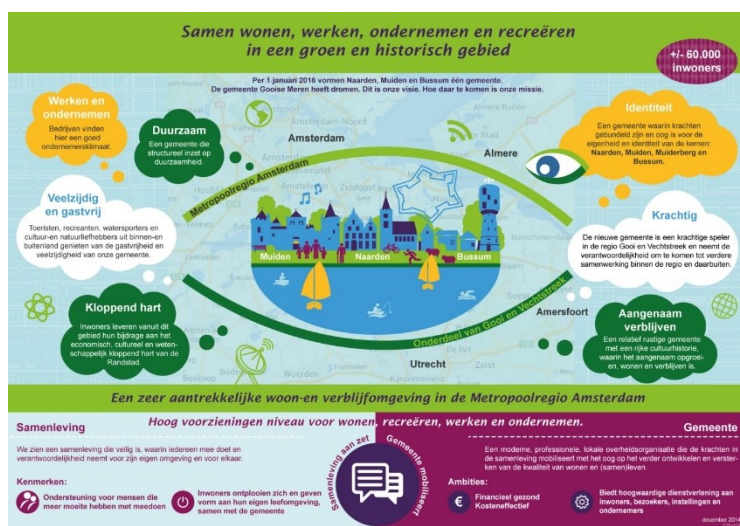 Samen wonen, werken, ondernemen en recreëren
in een groen en historisch gebied
+/- 60.000
inwoners
Per 1 januari 2016 vormen Naarden, Muiden en Bussum één gemeente.
De gemeente Gooise Meren heeft dromen. Dit is onze visie. Hoe daar te komen is onze missie.
Werken en
ondernemen
Bedrijven vinden
hier een goed
ondernemersklimaat.
Duurzaam
Een gemeente die
structureel inzet op
duurzaamheid.
Amsterdam
Almere
Identiteit
Een gemeente waarin krachten
gebundeld zijn en oog is voor de
eigenheid en identiteit van de kernen:
Naarden, Muiden, Muiderberg en
Bussum.
Metropoolregio Amsterdam
Veelzijdig
en gastvrij
Toeristen, recreanten, watersporters en
cultuur-en natuurliefhebbers uit binnen-en
buitenland genieten van de gastvrijheid en
veelzijdigheid van onze gemeente.
Muiden
Naarden
Bussum
Krachtig
De nieuwe gemeente is een krachtige speler
in de regio Gooi en Vechtstreek en neemt de
verantwoordelijkheid om te komen tot verdere
samenwerking binnen de regio en daarbuiten.
Kloppend hart
Inwoners leveren vanuit dit
gebied hun bijdrage aan het
economisch, cultureel en weten-
schappelijk kloppend hart van de
Randstad.
Onderdeel van Gooi en Vechtstreek
Amersfoort
Utrecht
Aangenaam
verblijven
Een relatief rustige gemeente
met een rijke cultuurhistorie,
waarin het aangenaam opgroei-
en, wonen en verblijven is.
Een zeer aantrekkelijke woon-en verblijfomgeving in de Metropoolregio Amsterdam
Hoog voorzieningen niveau voor wonen, recreëren, werken en ondernemen.
Samenleving
We zien een samenleving die veilig is, waarin iedereen mee doet en
verantwoordelijkheid neemt voor zijn eigen omgeving en voor elkaar.
Kenmerken:
Ondersteuning voor mensen die
meer moeite hebben met meedoen
Inwoners ontplooien zich en geven
vorm aan hun eigen leefomgeving,
samen met de gemeente
Samenleving aan zet
Gemeente mobiliseert
Gemeente
Een moderne, professionele, lokale overheidsorganisatie die de krachten in
de samenleving mobiliseert met het oog op het verder ontwikkelen en verster-
ken van de kwaliteit van wonen en (samen)leven.
Ambities:
Financieel gezond
Kosteneffectief
Biedt hoogwaardige dienstverlening aan
inwoners, bezoekers, instellingen en
ondernemers
december 2014